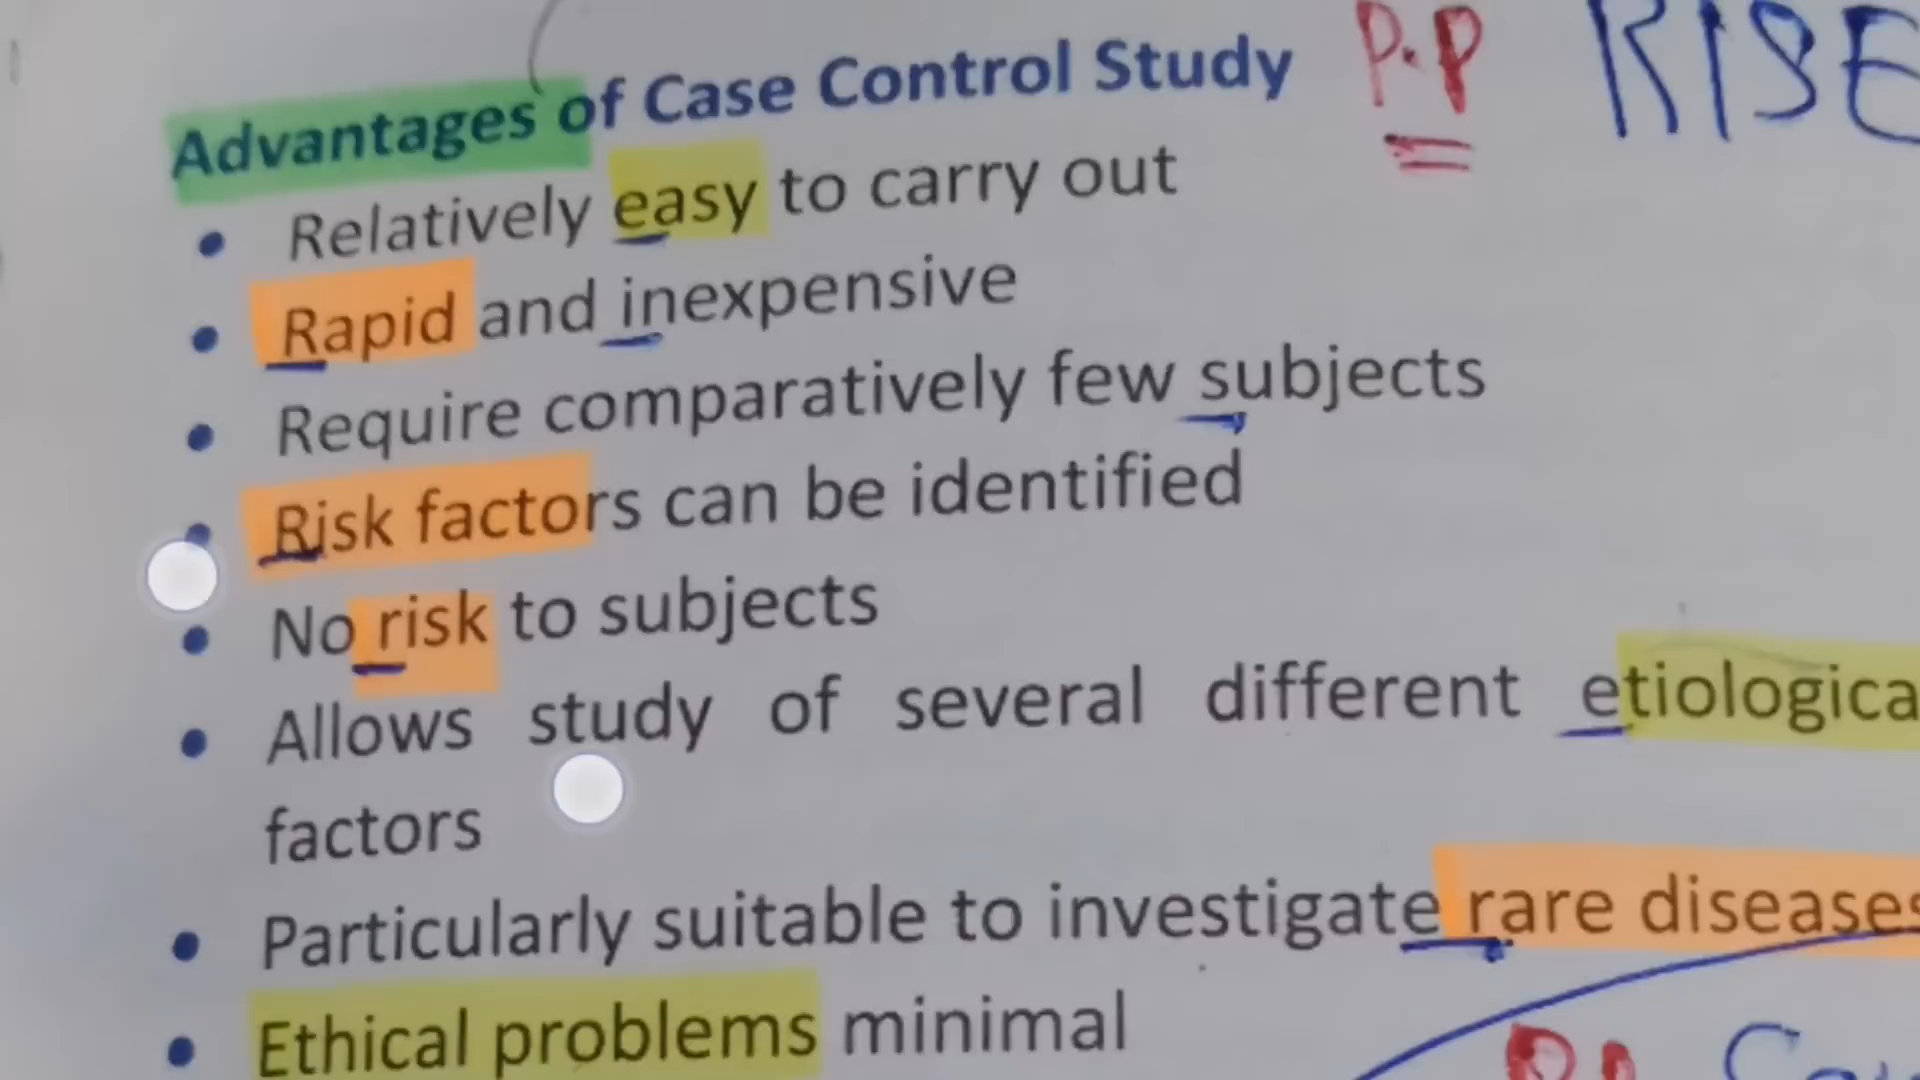 Advantages of Case Control Study P.P RISE
• Relatively easy to carry out
• Rapid and inexpensive
• Require comparatively few subjects
• Risk factors can be identified
• No risk to subjects
• Allows study of several different etiologica
factors
• Particularly suitable to investigate rare diseases
• Ethical problems minimal